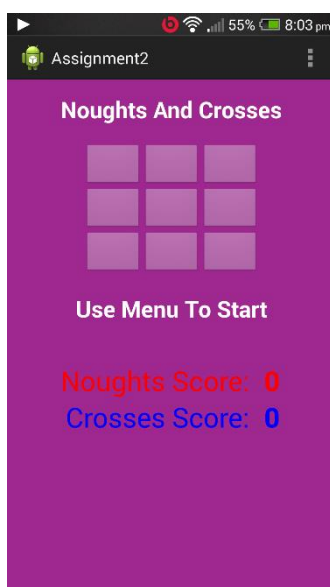 55% 8:03 pm
Assignment2
Noughts And Crosses
Use Menu To Start
Noughts Score: 0
Crosses Score: 0